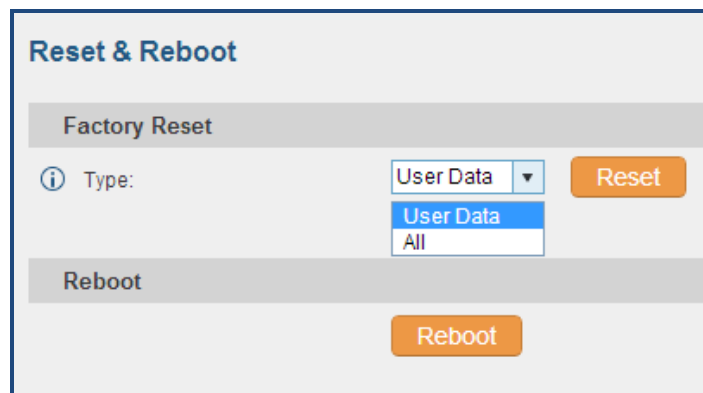 Reset & Reboot
Factory Reset
Type: User Data Reset
User Data
All
Reboot
Reboot